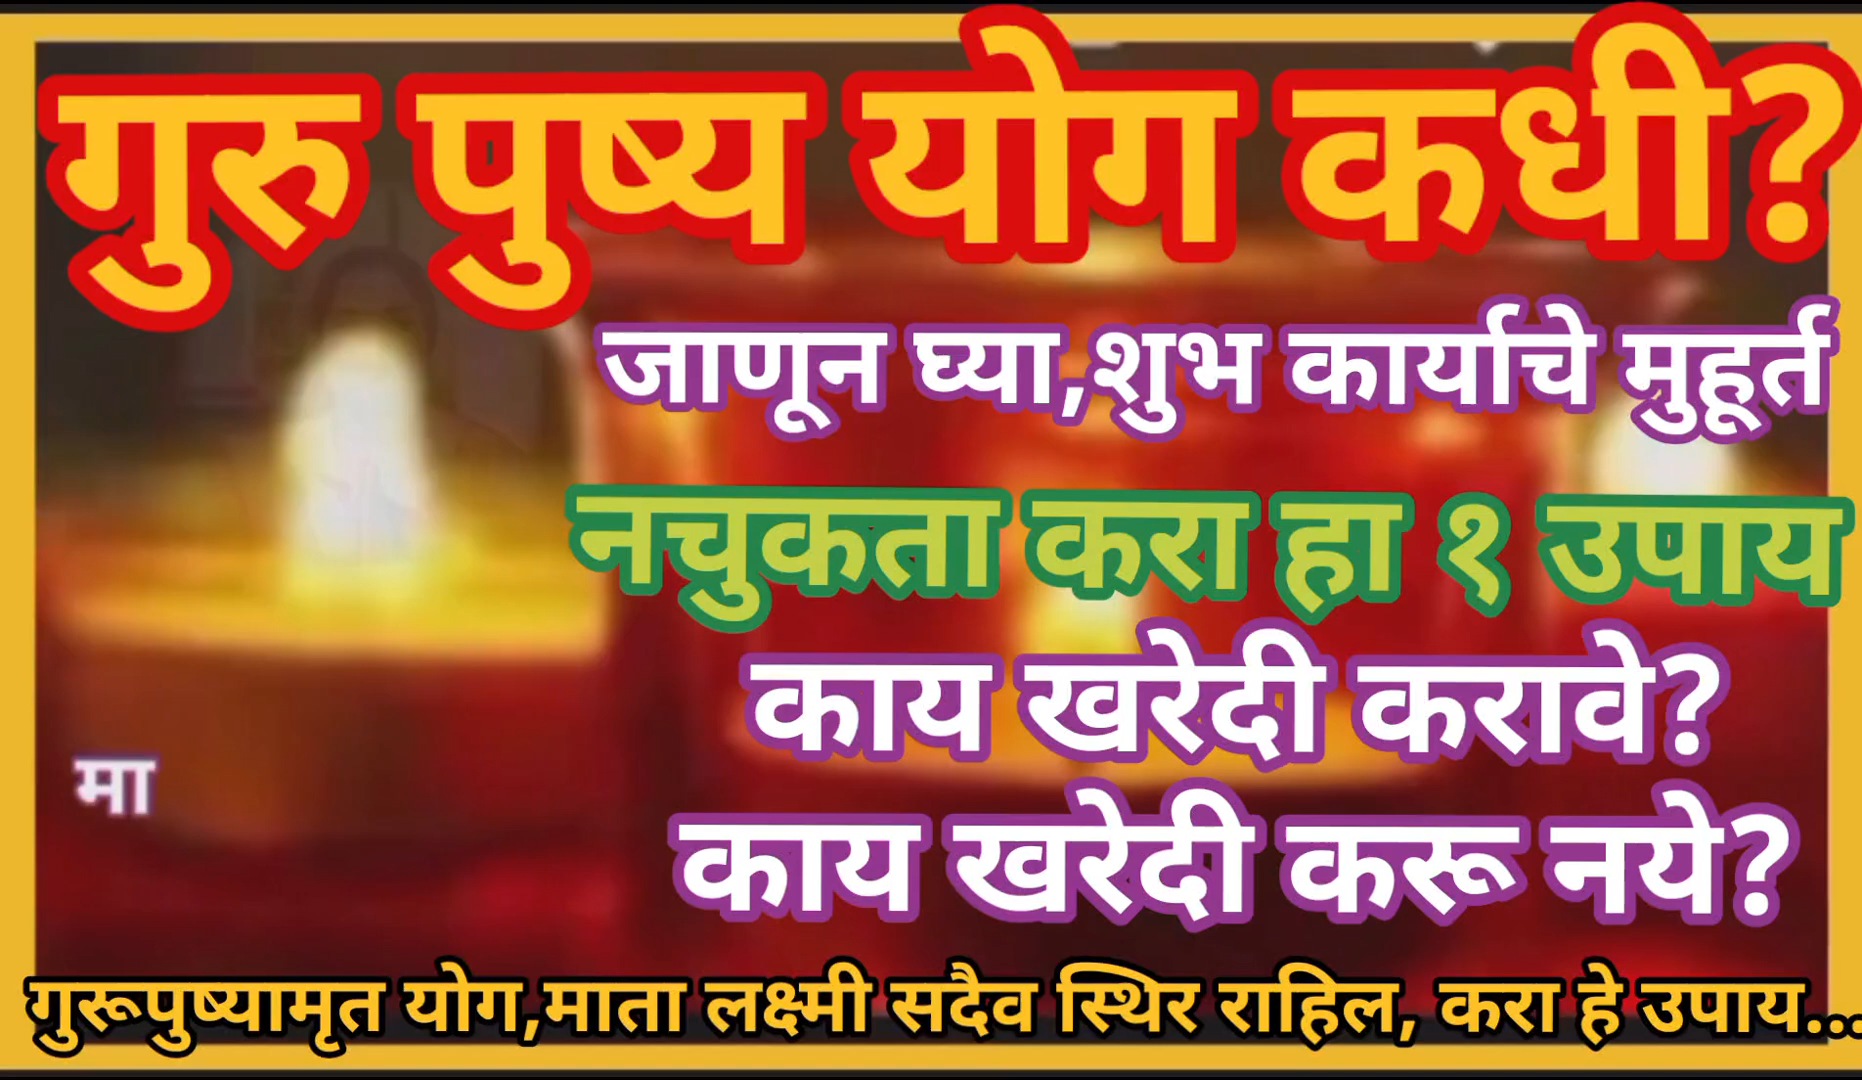 गुरु पुष्य योग कधी?
जाणून घ्या,शुभ कार्याचे मुहूर्त
नचुकता करा हा १ उपाय
काय खरेदी करावे?
मा
काय खरेदी करू नये?
गुरूपुष्यामृत योग,माता लक्ष्मी सदैव स्थिर राहिल, करा हे उपाय...